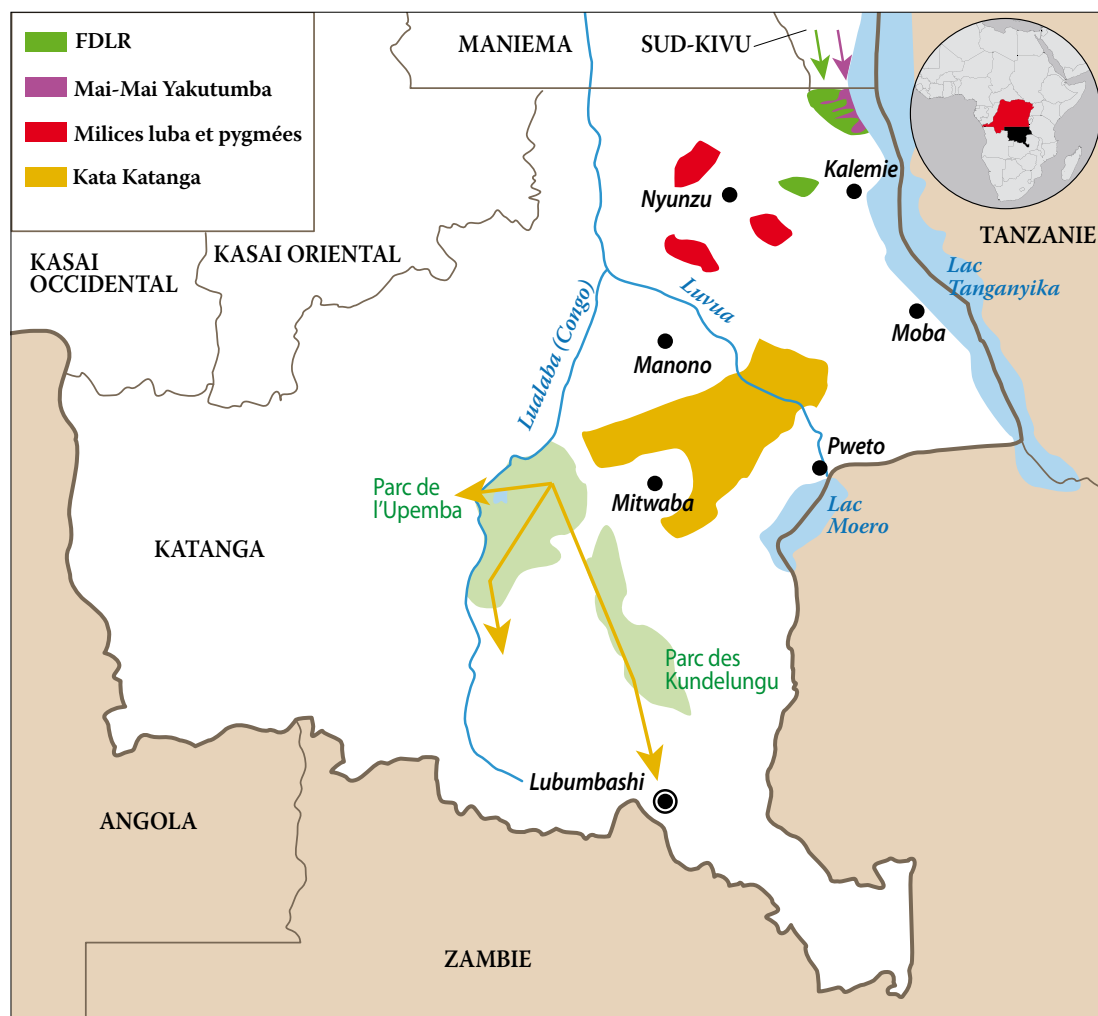 FDLR
Mai-Mai Yakutumba
Milices luba et pygmées
Kata Katanga
MANIEMA
SUD-KIVU
KASAI
OCCIDENTAL
KASAI ORIENTAL
Nyunzu
Kalemie
TANZANIE
Lac
Tanganyika
Lualaba (Congo)
Luvua
Moba
Manono
Pweto
Parc de
l'Upemba
Mitwaba
Lac
Moero
KATANGA
Parc des
Kundelungu
Lubumbashi
ANGOLA
ZAMBIE